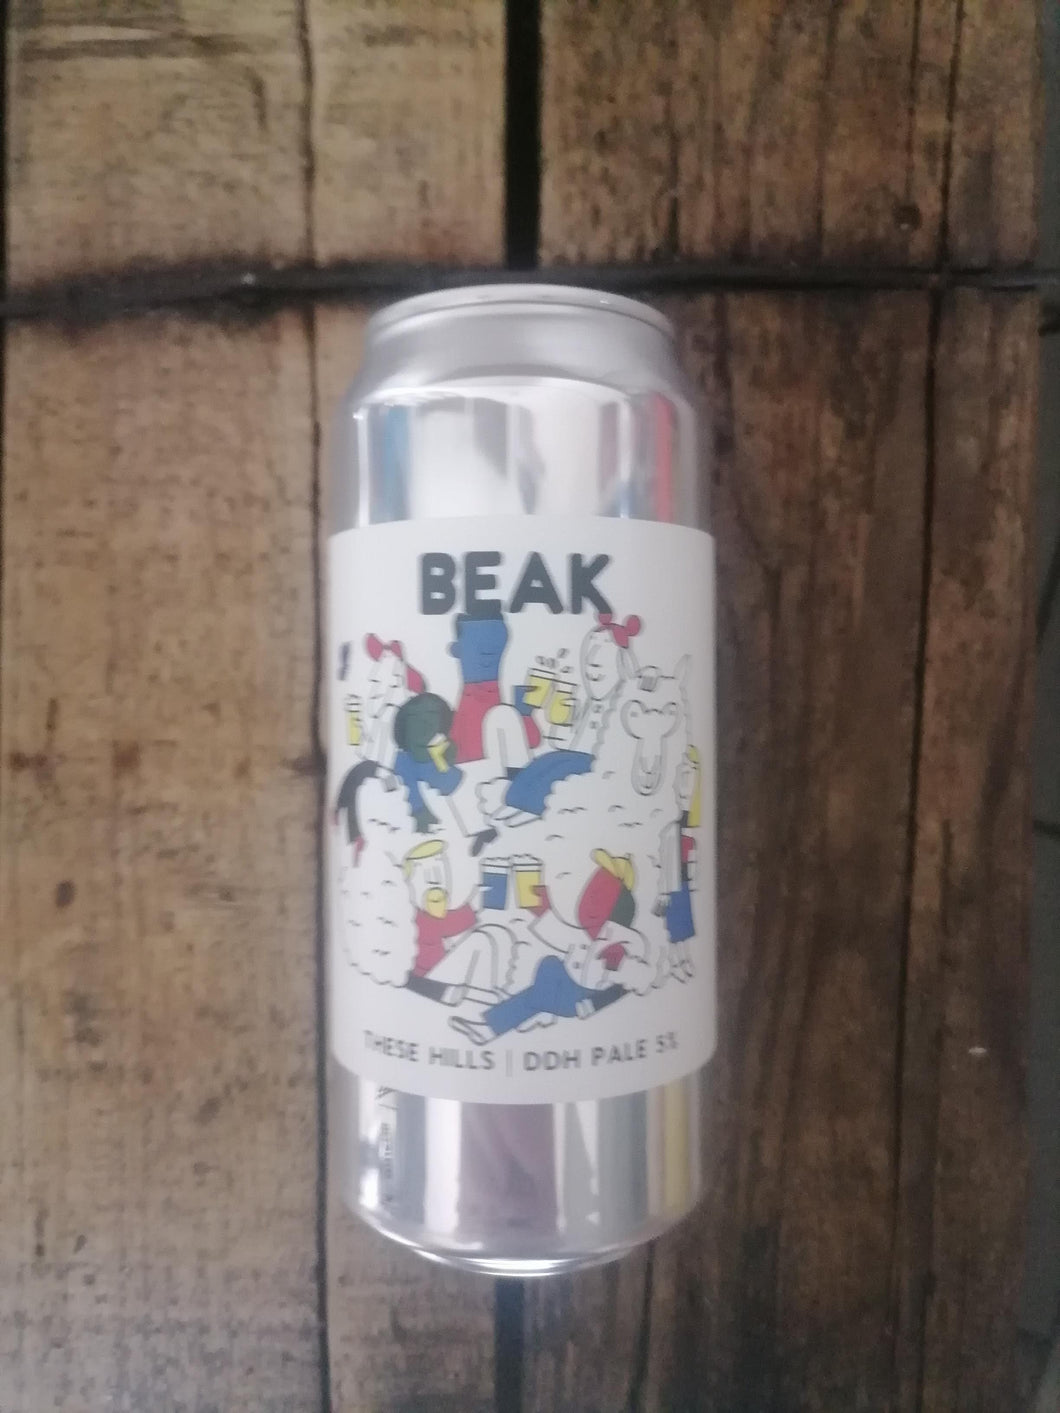 BEAK
THESE HILLS | DDH PALE 5%